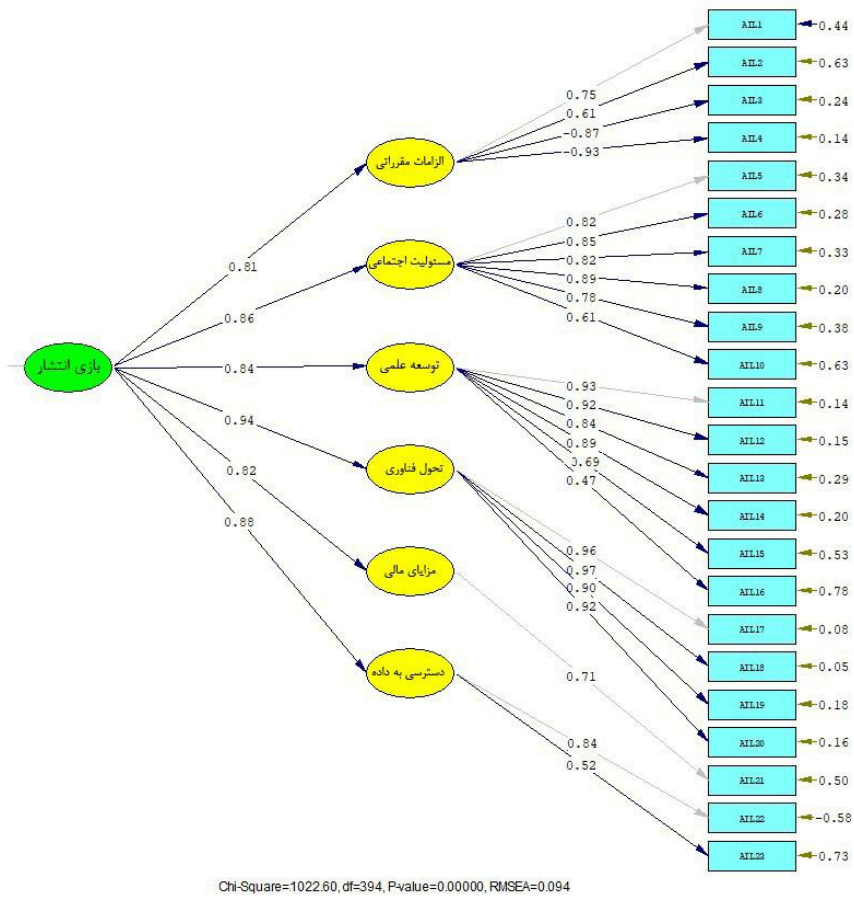 AIL1 0.44
AIL2 0.63
AIL3 0.24
AIL4 0.14
AIL5 0.34
AIL6 0.28
AIL7 0.33
AIL8 0.20
AIL9 0.38
AIL10 0.63
AIL11 0.14
AIL12 0.15
AIL13 0.29
AIL14 0.20
AIL15 0.53
AIL16 0.78
AIL17 0.08
AIL18 0.05
AIL19 0.18
AIL20 0.16
AIL21 0.50
AIL22 -0.58
AIL23 0.73
0.75
0.61
-0.87
-0.93
الزامات مقرراتی
0.82
0.85
0.82
0.89
0.78
0.61
مسئولیت اجتماعی
0.93
0.92
0.84
0.89
0.69
0.47
توسعه علمی
0.96
0.97
0.90
0.92
تحول فناوری
0.71
مزایای مالی
0.84
0.52
دسترسی به داده
0.81
0.86
0.84
0.94
0.82
0.88
بازی انتشار
Chi-Square=1022.60, df=394, P-value=0.00000, RMSEA=0.094